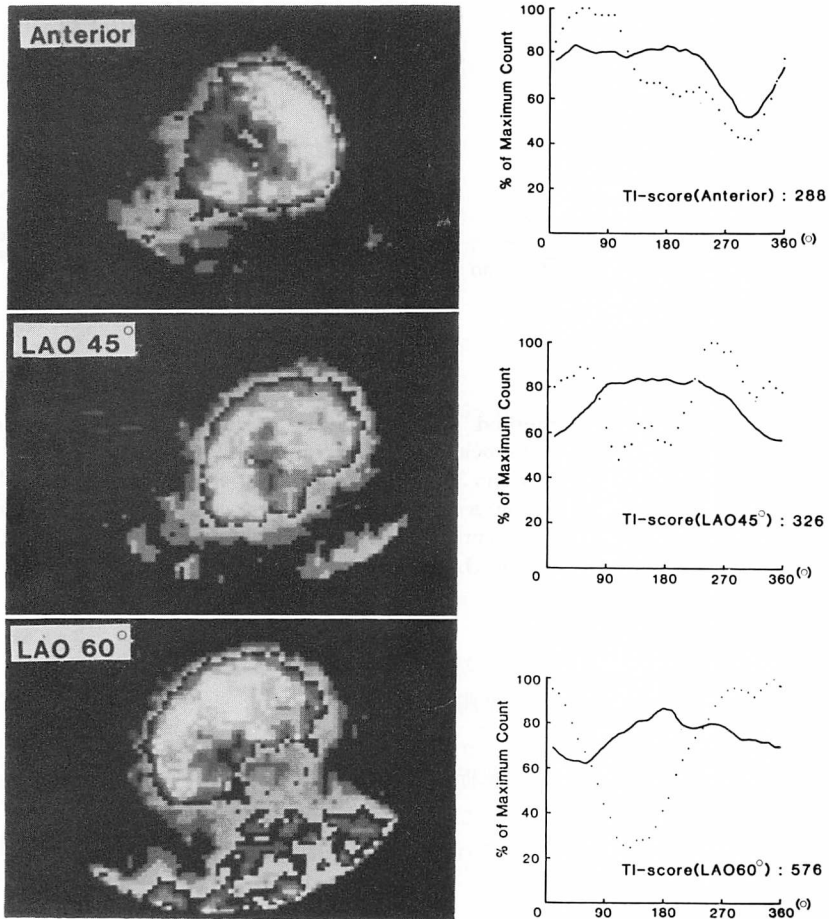 Anterior
100
80
60
40
20
% of Maximum Count
TI-score(Anterior) : 288
0 90 180 270 360 (○)
LAO 45°
100
80
60
40
20
% of Maximum Count
TI-score(LAO45°) : 326
0 90 180 270 360 (○)
LAO 60°
100
80
60
40
20
% of Maximum Count
TI-score(LAO60°) : 576
0 90 180 270 360 (○)